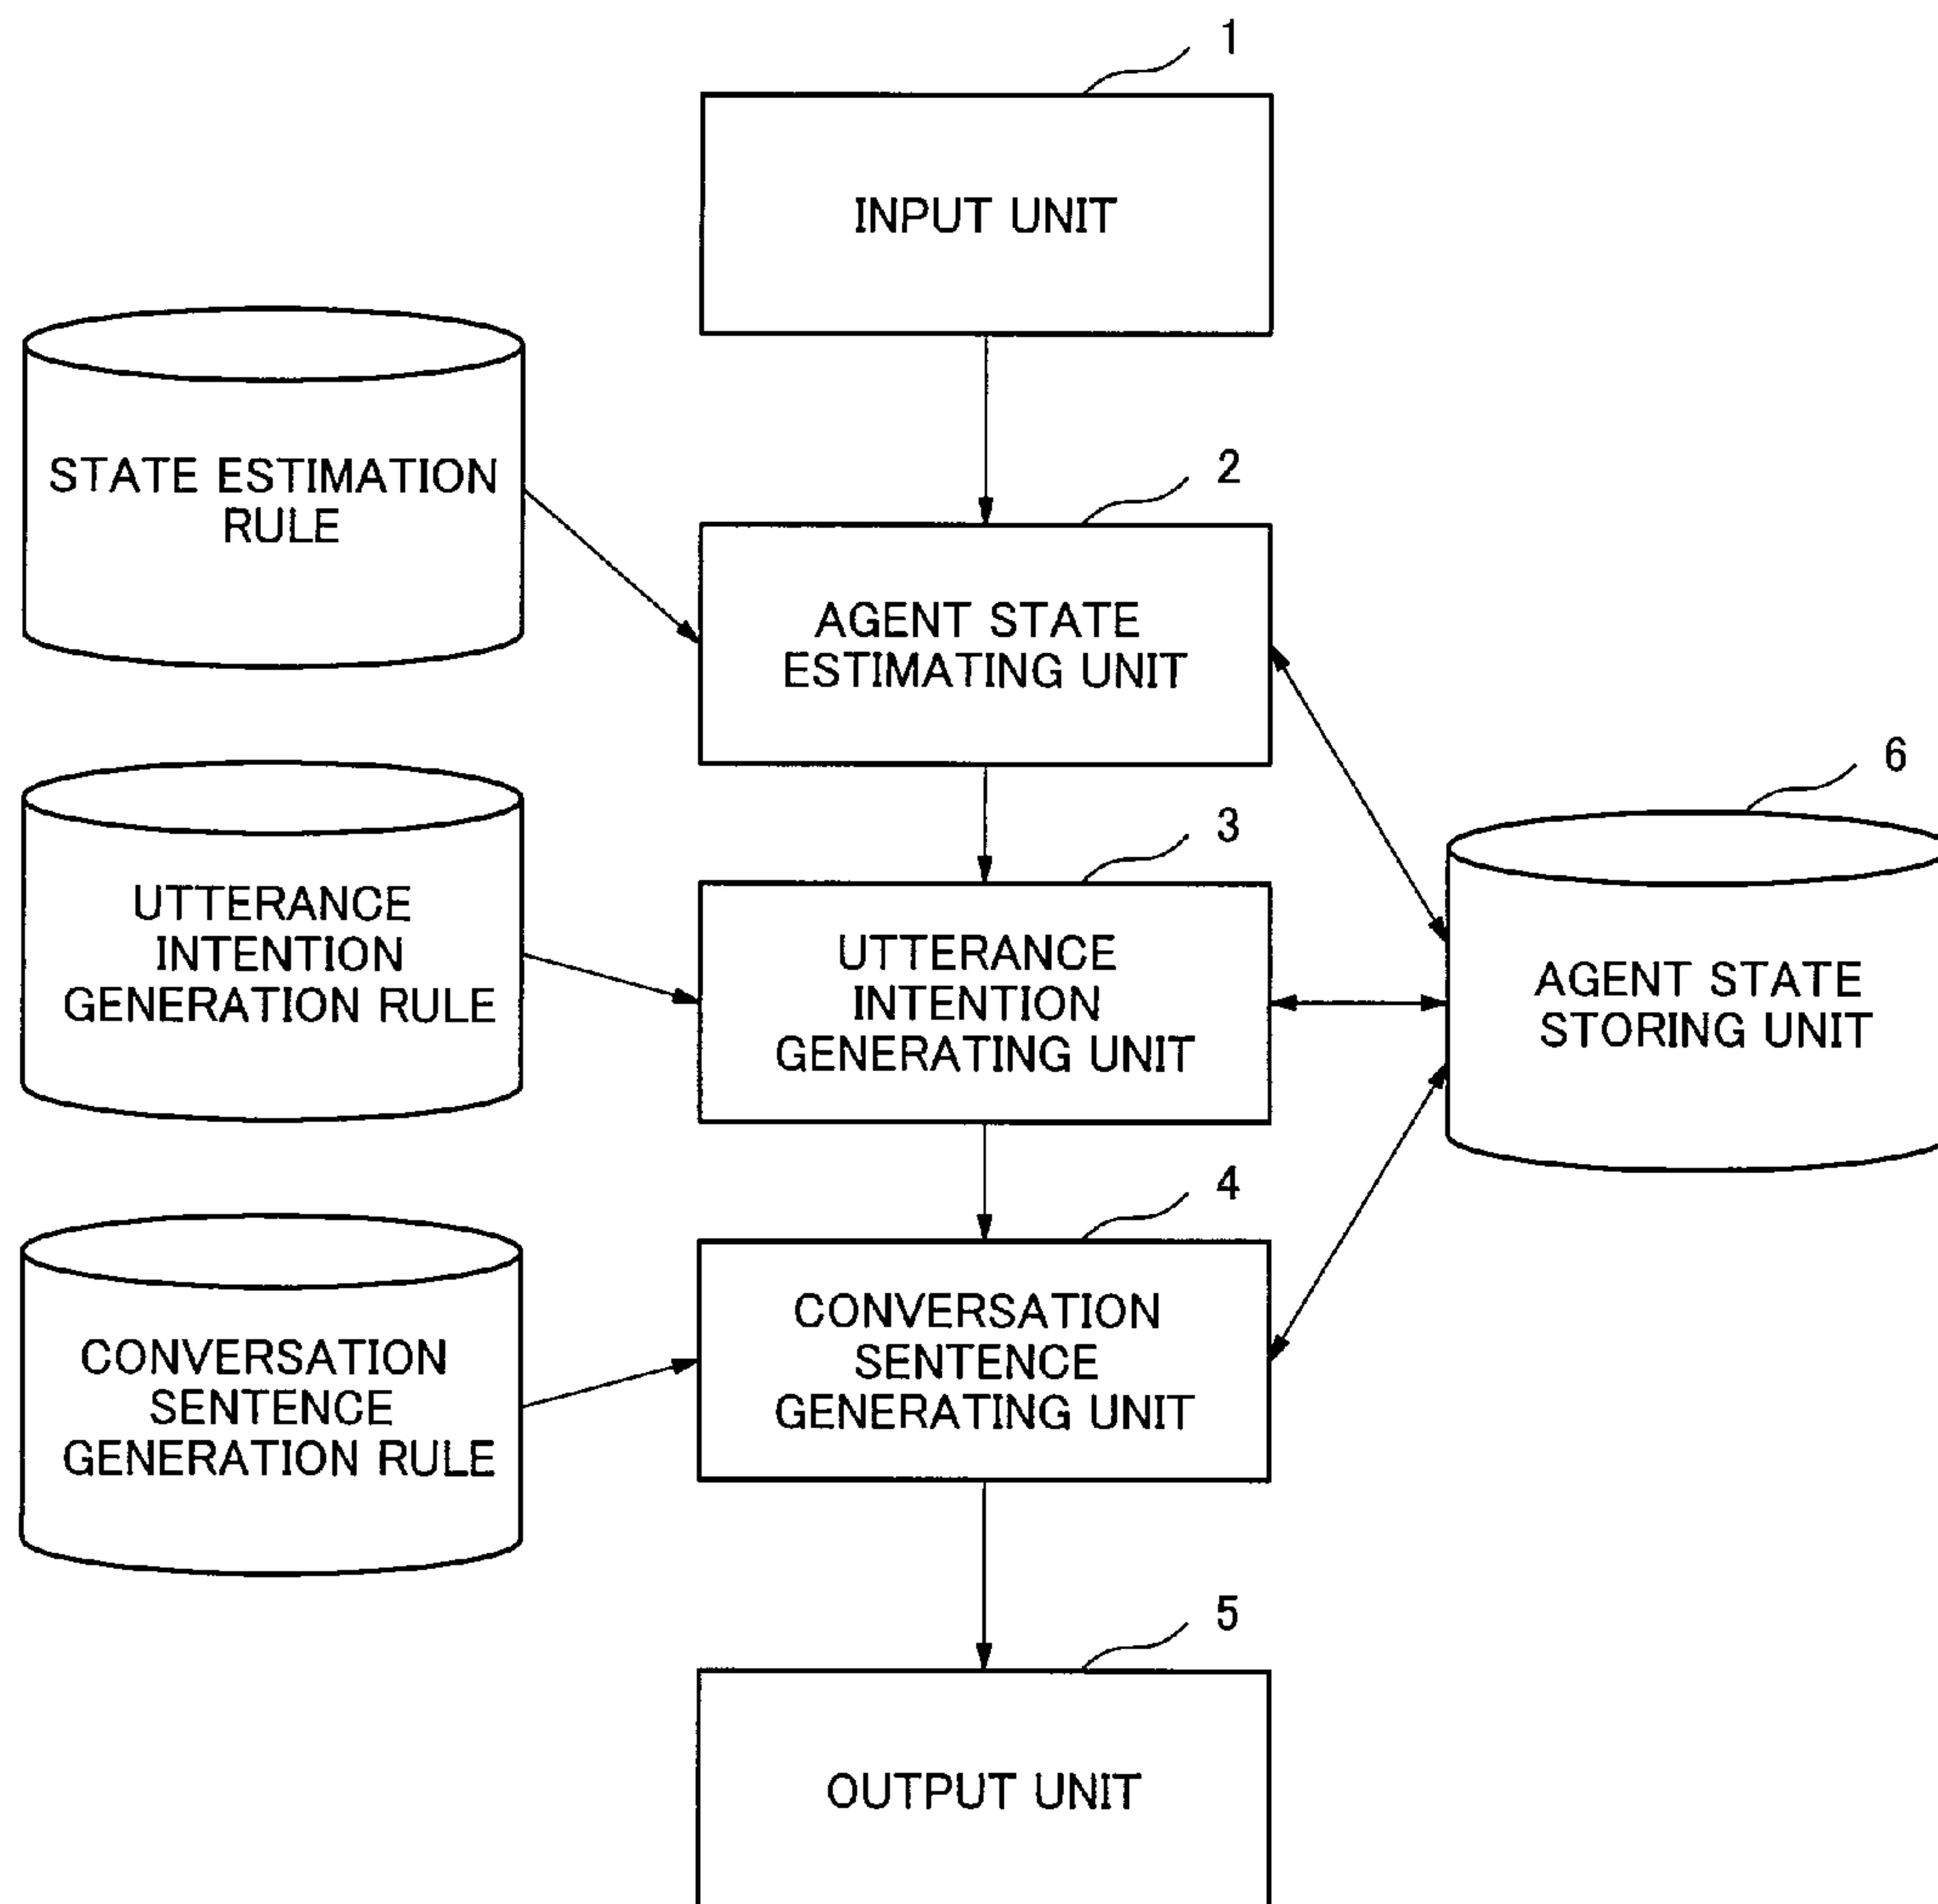 1
INPUT UNIT
STATE ESTIMATION
RULE
2
AGENT STATE
ESTIMATING UNIT
6
AGENT STATE
STORING UNIT
UTTERANCE
INTENTION
GENERATION RULE
3
UTTERANCE
INTENTION
GENERATING UNIT
4
CONVERSATION
SENTENCE
GENERATING UNIT
CONVERSATION
SENTENCE
GENERATION RULE
5
OUTPUT UNIT